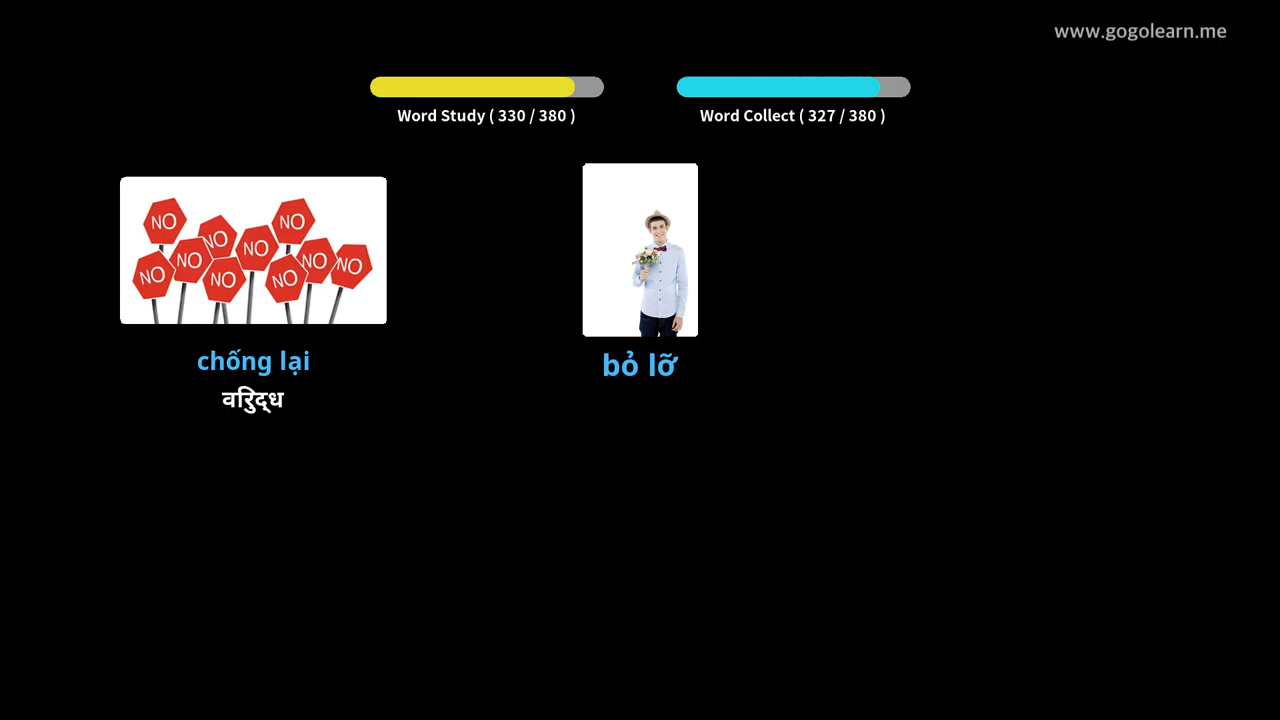 www.gogolearn.me
Word Study ( 330 / 380 )
Word Collect ( 327 / 380 )
NO
NO
NO
NO
NO
NO
NO
NO
NO
NO
chống lại
विरुद्ध
bỏ lỡ